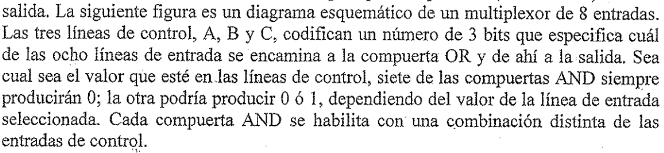 salida. La siguiente figura es un diagrama esquemático de un multiplexor de 8 entradas.
Las tres líneas de control, A, B y C, codifican un número de 3 bits que especifica cuál
de las ocho líneas de entrada se encamina a la compuerta OR y de ahí a la salida. Sea
cual sea el valor que esté en las líneas de control, siete de las compuertas AND siempre
producirán 0; la otra podría producir 0 ó 1, dependiendo del valor de la línea de entrada
seleccionada. Cada compuerta AND se habilita con una combinación distinta de las
entradas de control.